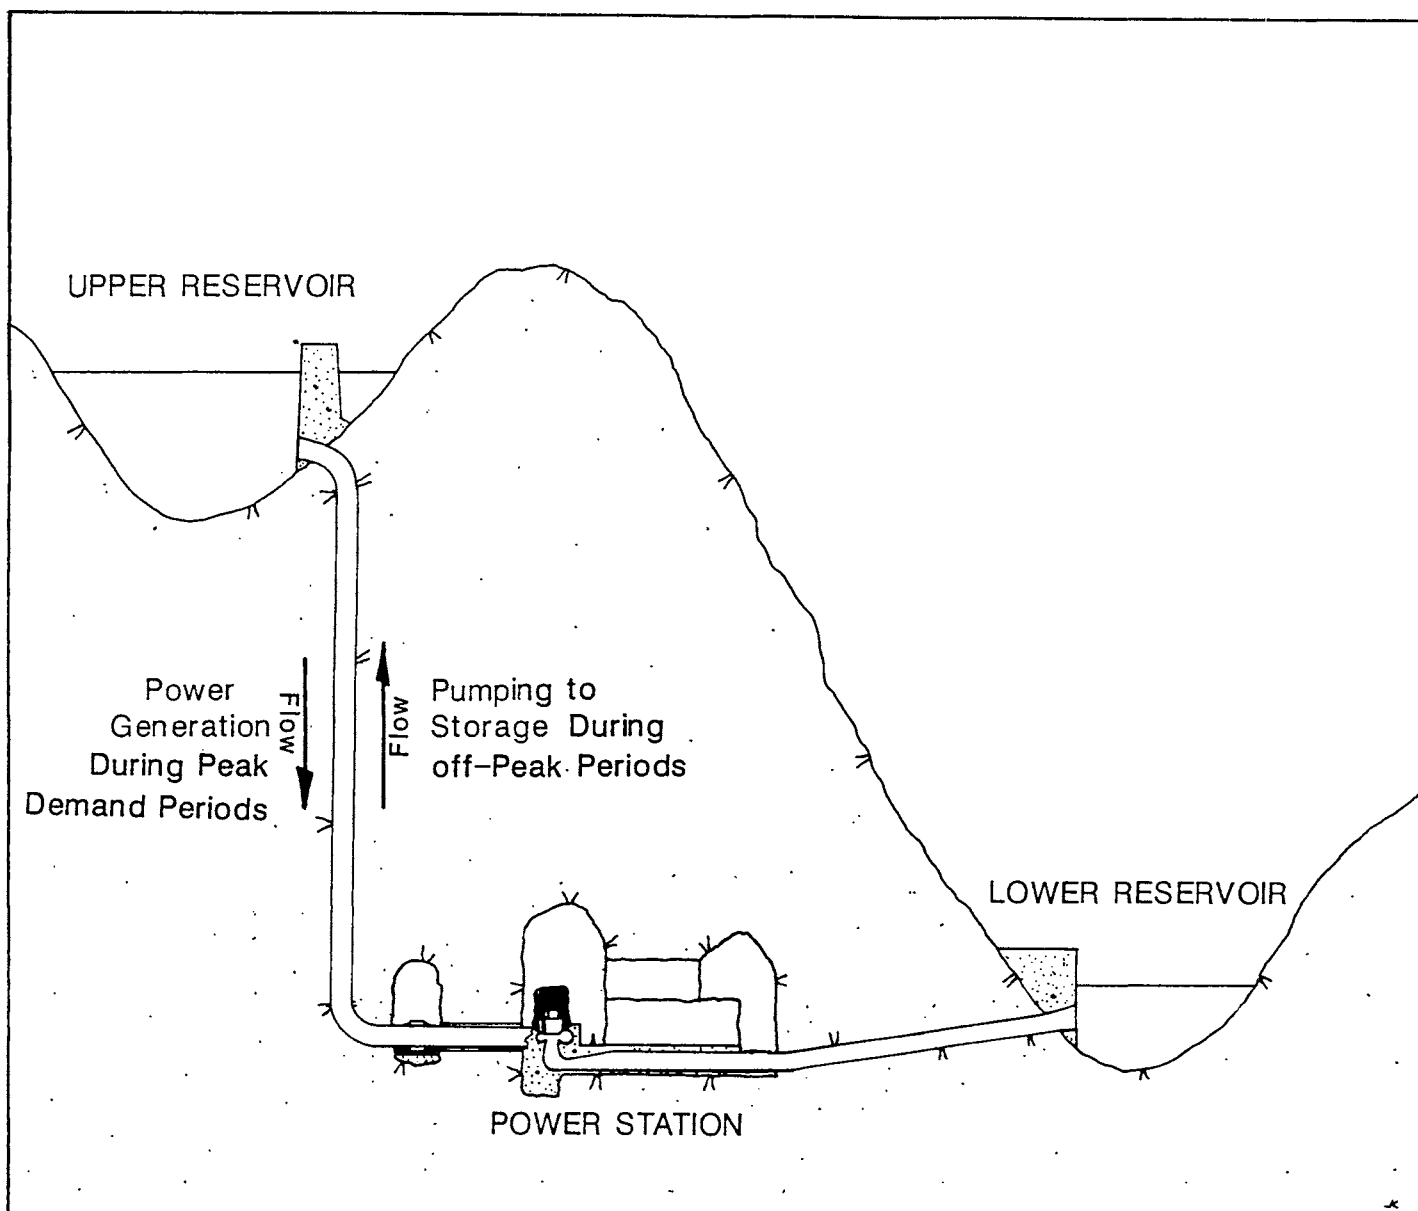 UPPER RESERVOIR
Power
Generation
During Peak
Demand Periods
Flow
Flow
Pumping to
Storage During
off-Peak Periods
LOWER RESERVOIR
POWER STATION